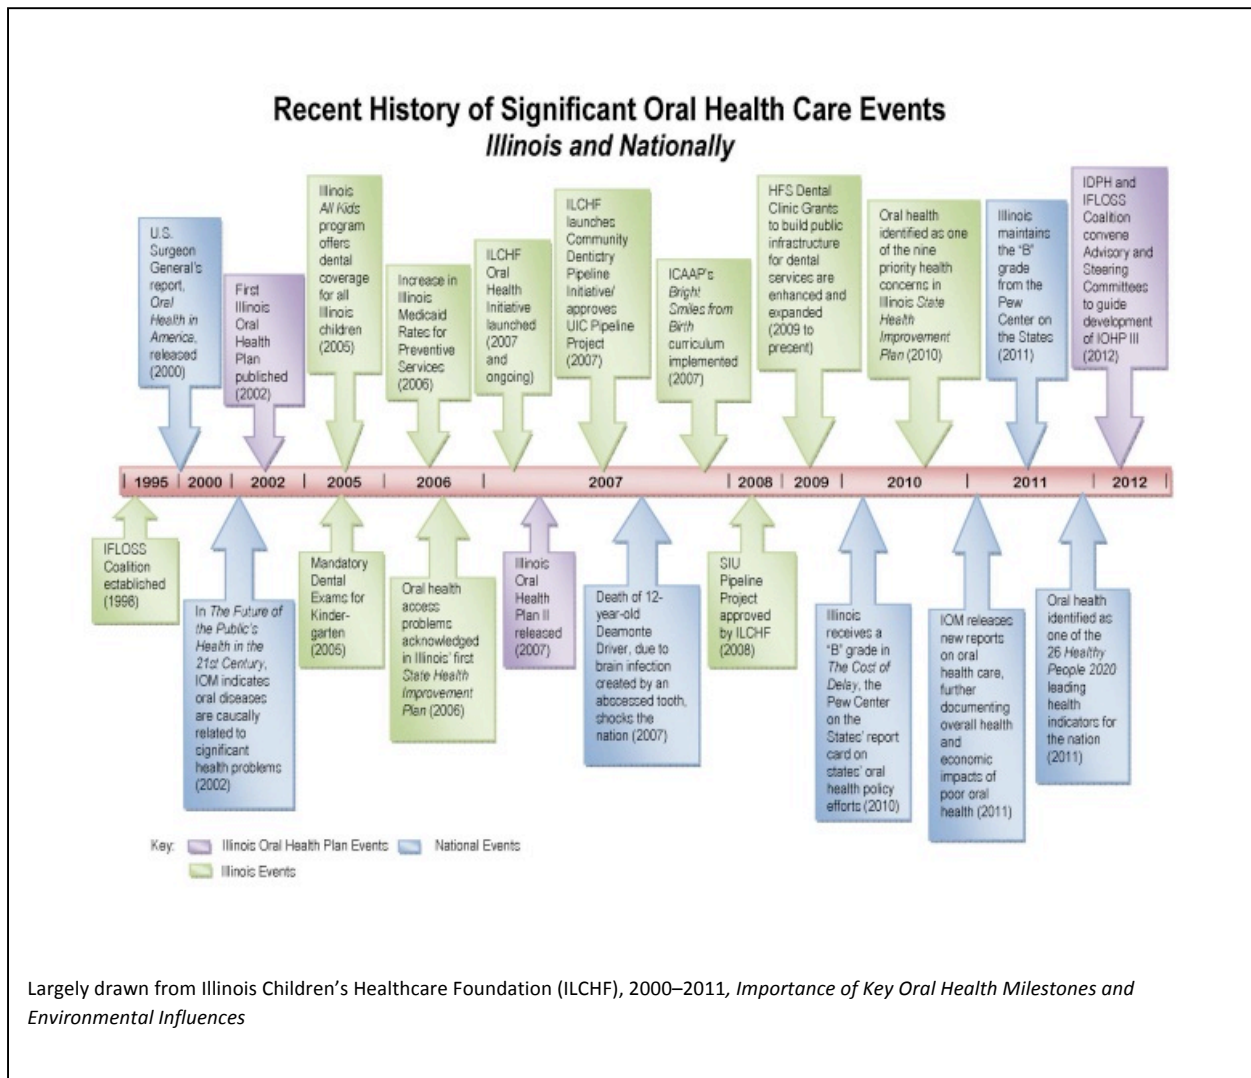 Recent History of Significant Oral Health Care Events
Illinois and Nationally
U.S.
Surgeon
General's
report,
Oral
Health in
America,
released
(2000)
First
Illinois
Oral
Health
Plan
published
(2002)
Illinois
All Kids
program
offers
dental
coverage
for all
Illinois
children
(2005)
Increase in
Illinois
Medicaid
Rates for
Preventive
Services
(2006)
ILCHF
Oral
Health
Initiative
launched
(2007
and
ongoing)
ILCHF
launches
Community
Dentistry
Pipeline
Initiative/
approves
UIC Pipeline
Project
(2007)
ICAAP's
Bright
Smiles from
Birth
curriculum
implemented
(2007)
HFS Dental
Clinic Grants
to build public
infrastructure
for dental
services are
enhanced and
expanded
(2009 to
present)
Oral health
identified as one
of the nine
priority health
concerns in
Illinois State
Health
Improvement
Plan (2010)
Illinois
maintains
the "B"
grade
from the
Pew
Center on
the States
(2011)
IDPH and
IFLOSS
Coalition
convene
Advisory and
Steering
Committees
to guide
development
of IOHP III
(2012)
1995 2000 2002 2005 2006 2007 2008 2009 2010 2011 2012
IFLOSS
Coalition
established
(1998)
In The Future of
the Public's
Health in the
21st Century,
IOM indicates
oral diseases
are causally
related to
significant
health problems
(2002)
Mandatory
Dental
Exams for
Kinder-
garten
(2005)
Oral health
access
problems
acknowledged
in Illinois' first
State Health
Improvement
Plan (2006)
Illinois
Oral
Health
Plan II
released
(2007)
Death of 12-
year-old
Deamonte
Driver, due to
brain infection
created by an
abscessed tooth,
shocks the
nation (2007)
SIU
Pipeline
Project
approved
by ILCHF
(2008)
Illinois
receives a
"B" grade in
The Cost of
Delay, the
Pew Center
on the
States' report
card on
states' oral
health policy
efforts (2010)
IOM releases
new reports on
oral health care,
further
documenting
overall health
and
economic
impacts of
poor oral
health (2011)
Oral health
identified as
one of the
26 Healthy
People 2020
leading
health
indicators for
the nation
(2011)
Key: Illinois Oral Health Plan Events National Events
Illinois Events
Largely drawn from Illinois Children's Healthcare Foundation (ILCHF), 2000–2011, Importance of Key Oral Health Milestones and
Environmental Influences